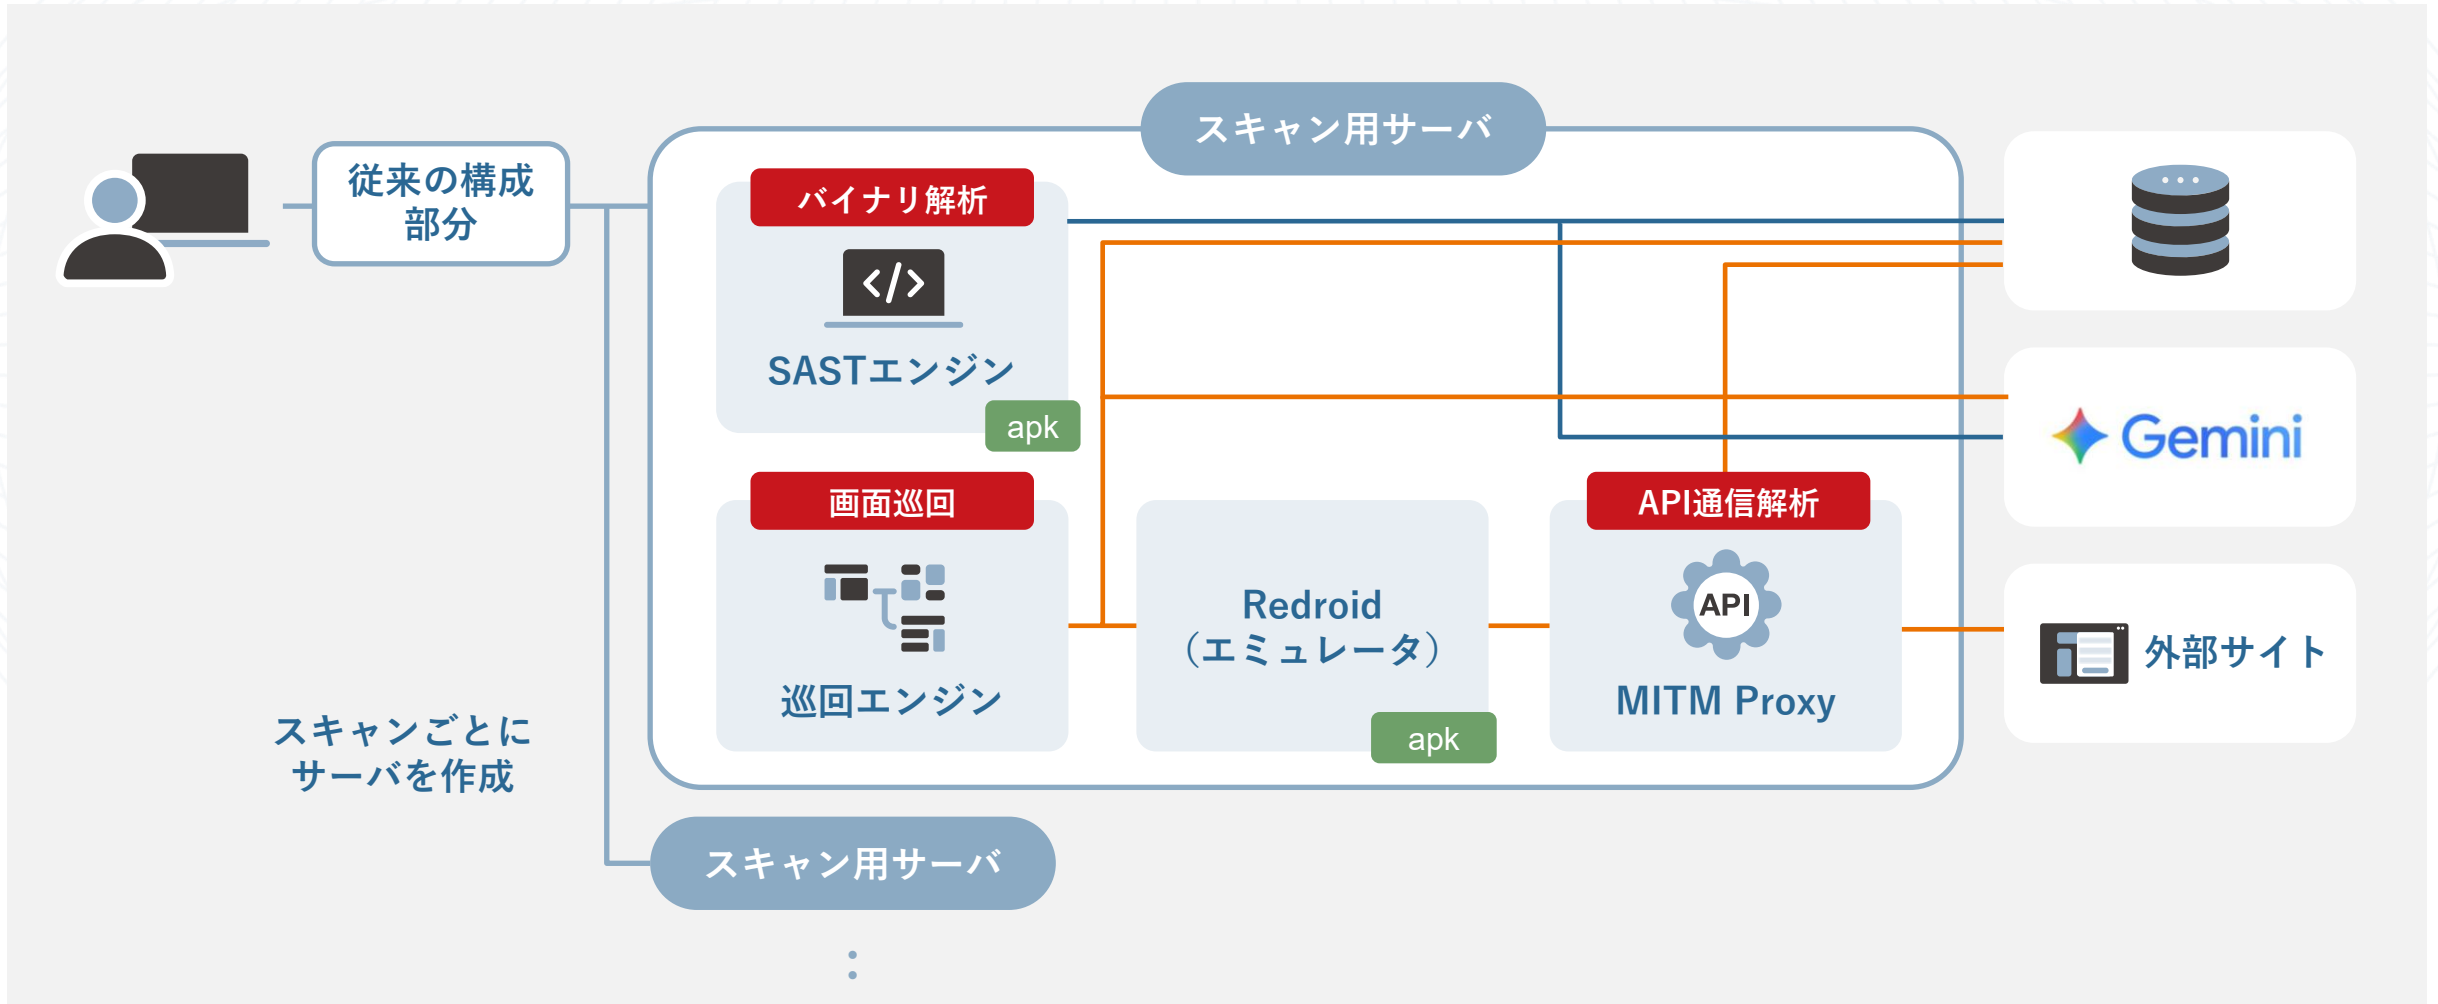 スキャン用サーバ
従来の構成
部分
バイナリ解析
</>
SASTエンジン
apk
Gemini
画面巡回
巡回エンジン
Redroid
（エミュレータ）
apk
API通信解析
API
MITM Proxy
外部サイト
スキャンごとに
サーバを作成
スキャン用サーバ
: